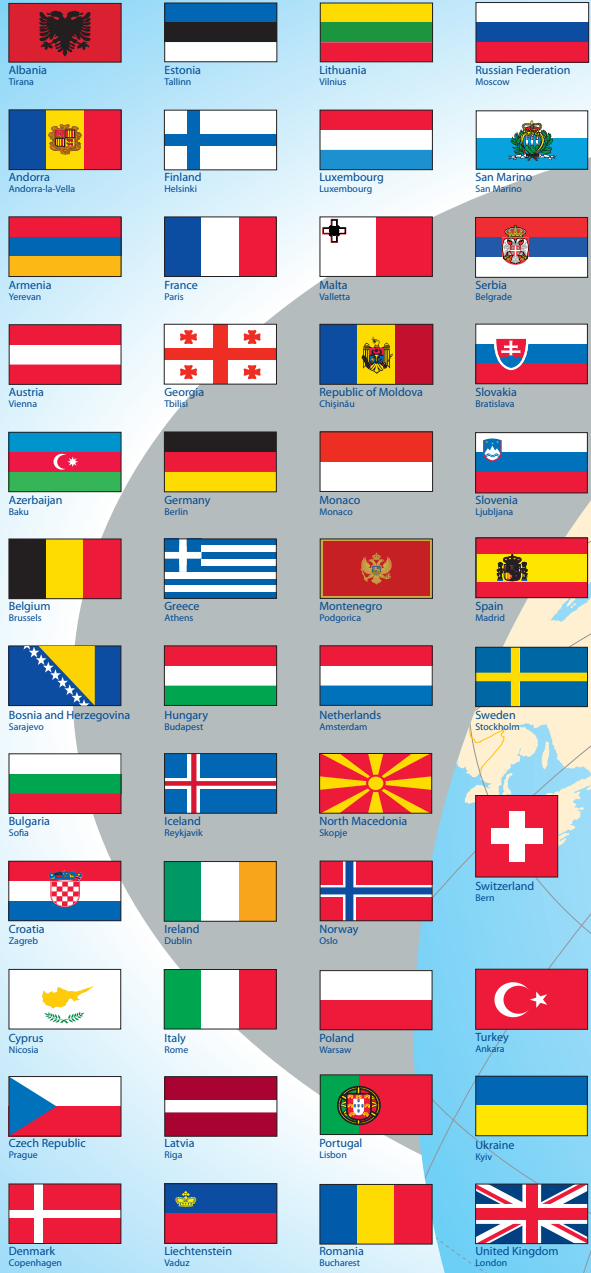 Albania
Tirana
Andorra
Andorra-la-Vella
Armenia
Yerevan
Austria
Vienna
Azerbaijan
Baku
Belgium
Brussels
Bosnia and Herzegovina
Sarajevo
Bulgaria
Sofia
Croatia
Zagreb
Cyprus
Nicosia
Czech Republic
Prague
Denmark
Copenhagen
Estonia
Tallinn
Finland
Helsinki
France
Paris
Georgia
Tbilisi
Germany
Berlin
Greece
Athens
Hungary
Budapest
Iceland
Reykjavik
Ireland
Dublin
Italy
Rome
Latvia
Riga
Liechtenstein
Vaduz
Lithuania
Vilnius
Luxembourg
Luxembourg
Malta
Valletta
Republic of Moldova
Chişinău
Monaco
Monaco
Montenegro
Podgorica
Netherlands
Amsterdam
North Macedonia
Skopje
Norway
Oslo
Poland
Warsaw
Portugal
Lisbon
Romania
Bucharest
Russian Federation
Moscow
San Marino
San Marino
Serbia
Belgrade
Slovakia
Bratislava
Slovenia
Ljubljana
Spain
Madrid
Sweden
Stockholm
Switzerland
Bern
Turkey
Ankara
Ukraine
Kyiv
United Kingdom
London